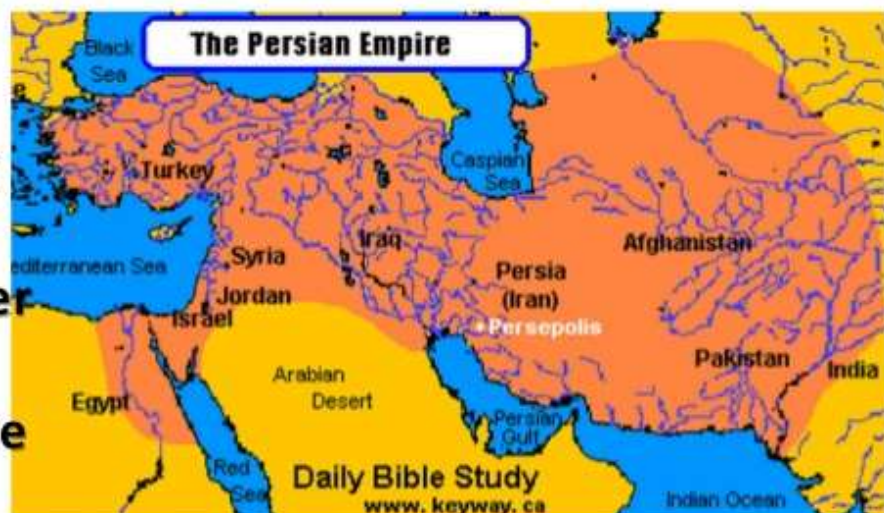 The Persian Empire
Black
Sea
e
Caspian
Sea
Turkey
Afghanistan
Iraq
Syria
editerranean Sea
Persia
(Iran)
Jordan
er
Israel
Persepolis
Pakistan
India
Arabian
Desert
Egypt
Persian
Gulf
e
Red
Sea
Daily Bible Study
www.keyway.ca
Indian Ocean